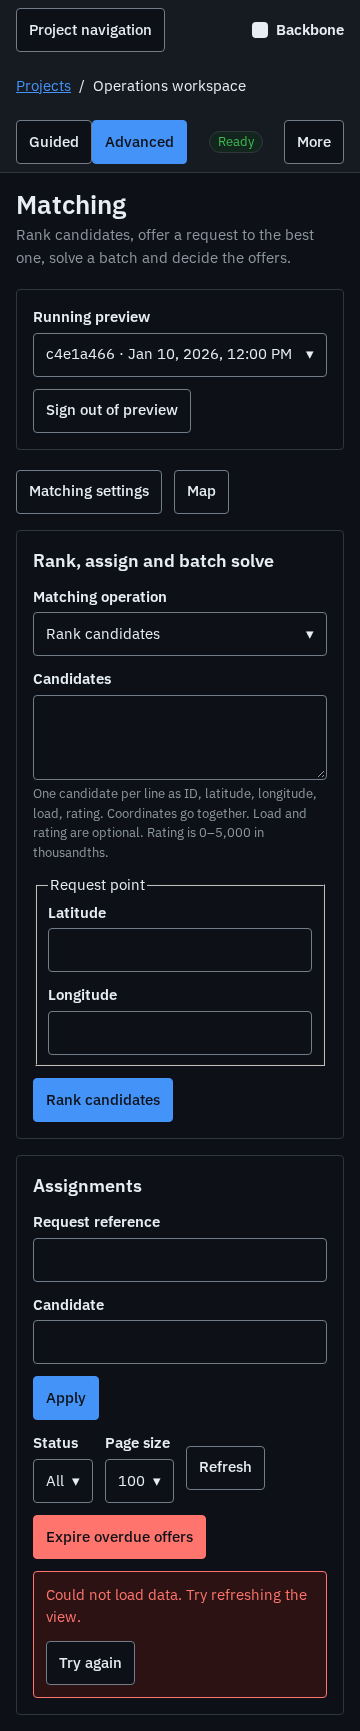 Project navigation
Backbone
Projects / Operations workspace
Guided
Advanced
Ready
More
Matching
Rank candidates, offer a request to the best
one, solve a batch and decide the offers.
Running preview
c4e1a466 · Jan 10, 2026, 12:00 PM ▾
Sign out of preview
Matching settings
Map
Rank, assign and batch solve
Matching operation
Rank candidates ▾
Candidates
One candidate per line as ID, latitude, longitude,
load, rating. Coordinates go together. Load and
rating are optional. Rating is 0–5,000 in
thousandths.
Request point
Latitude
Longitude
Rank candidates
Assignments
Request reference
Candidate
Apply
Status
Page size
All ▾
100 ▾
Refresh
Expire overdue offers
Could not load data. Try refreshing the
view.
Try again